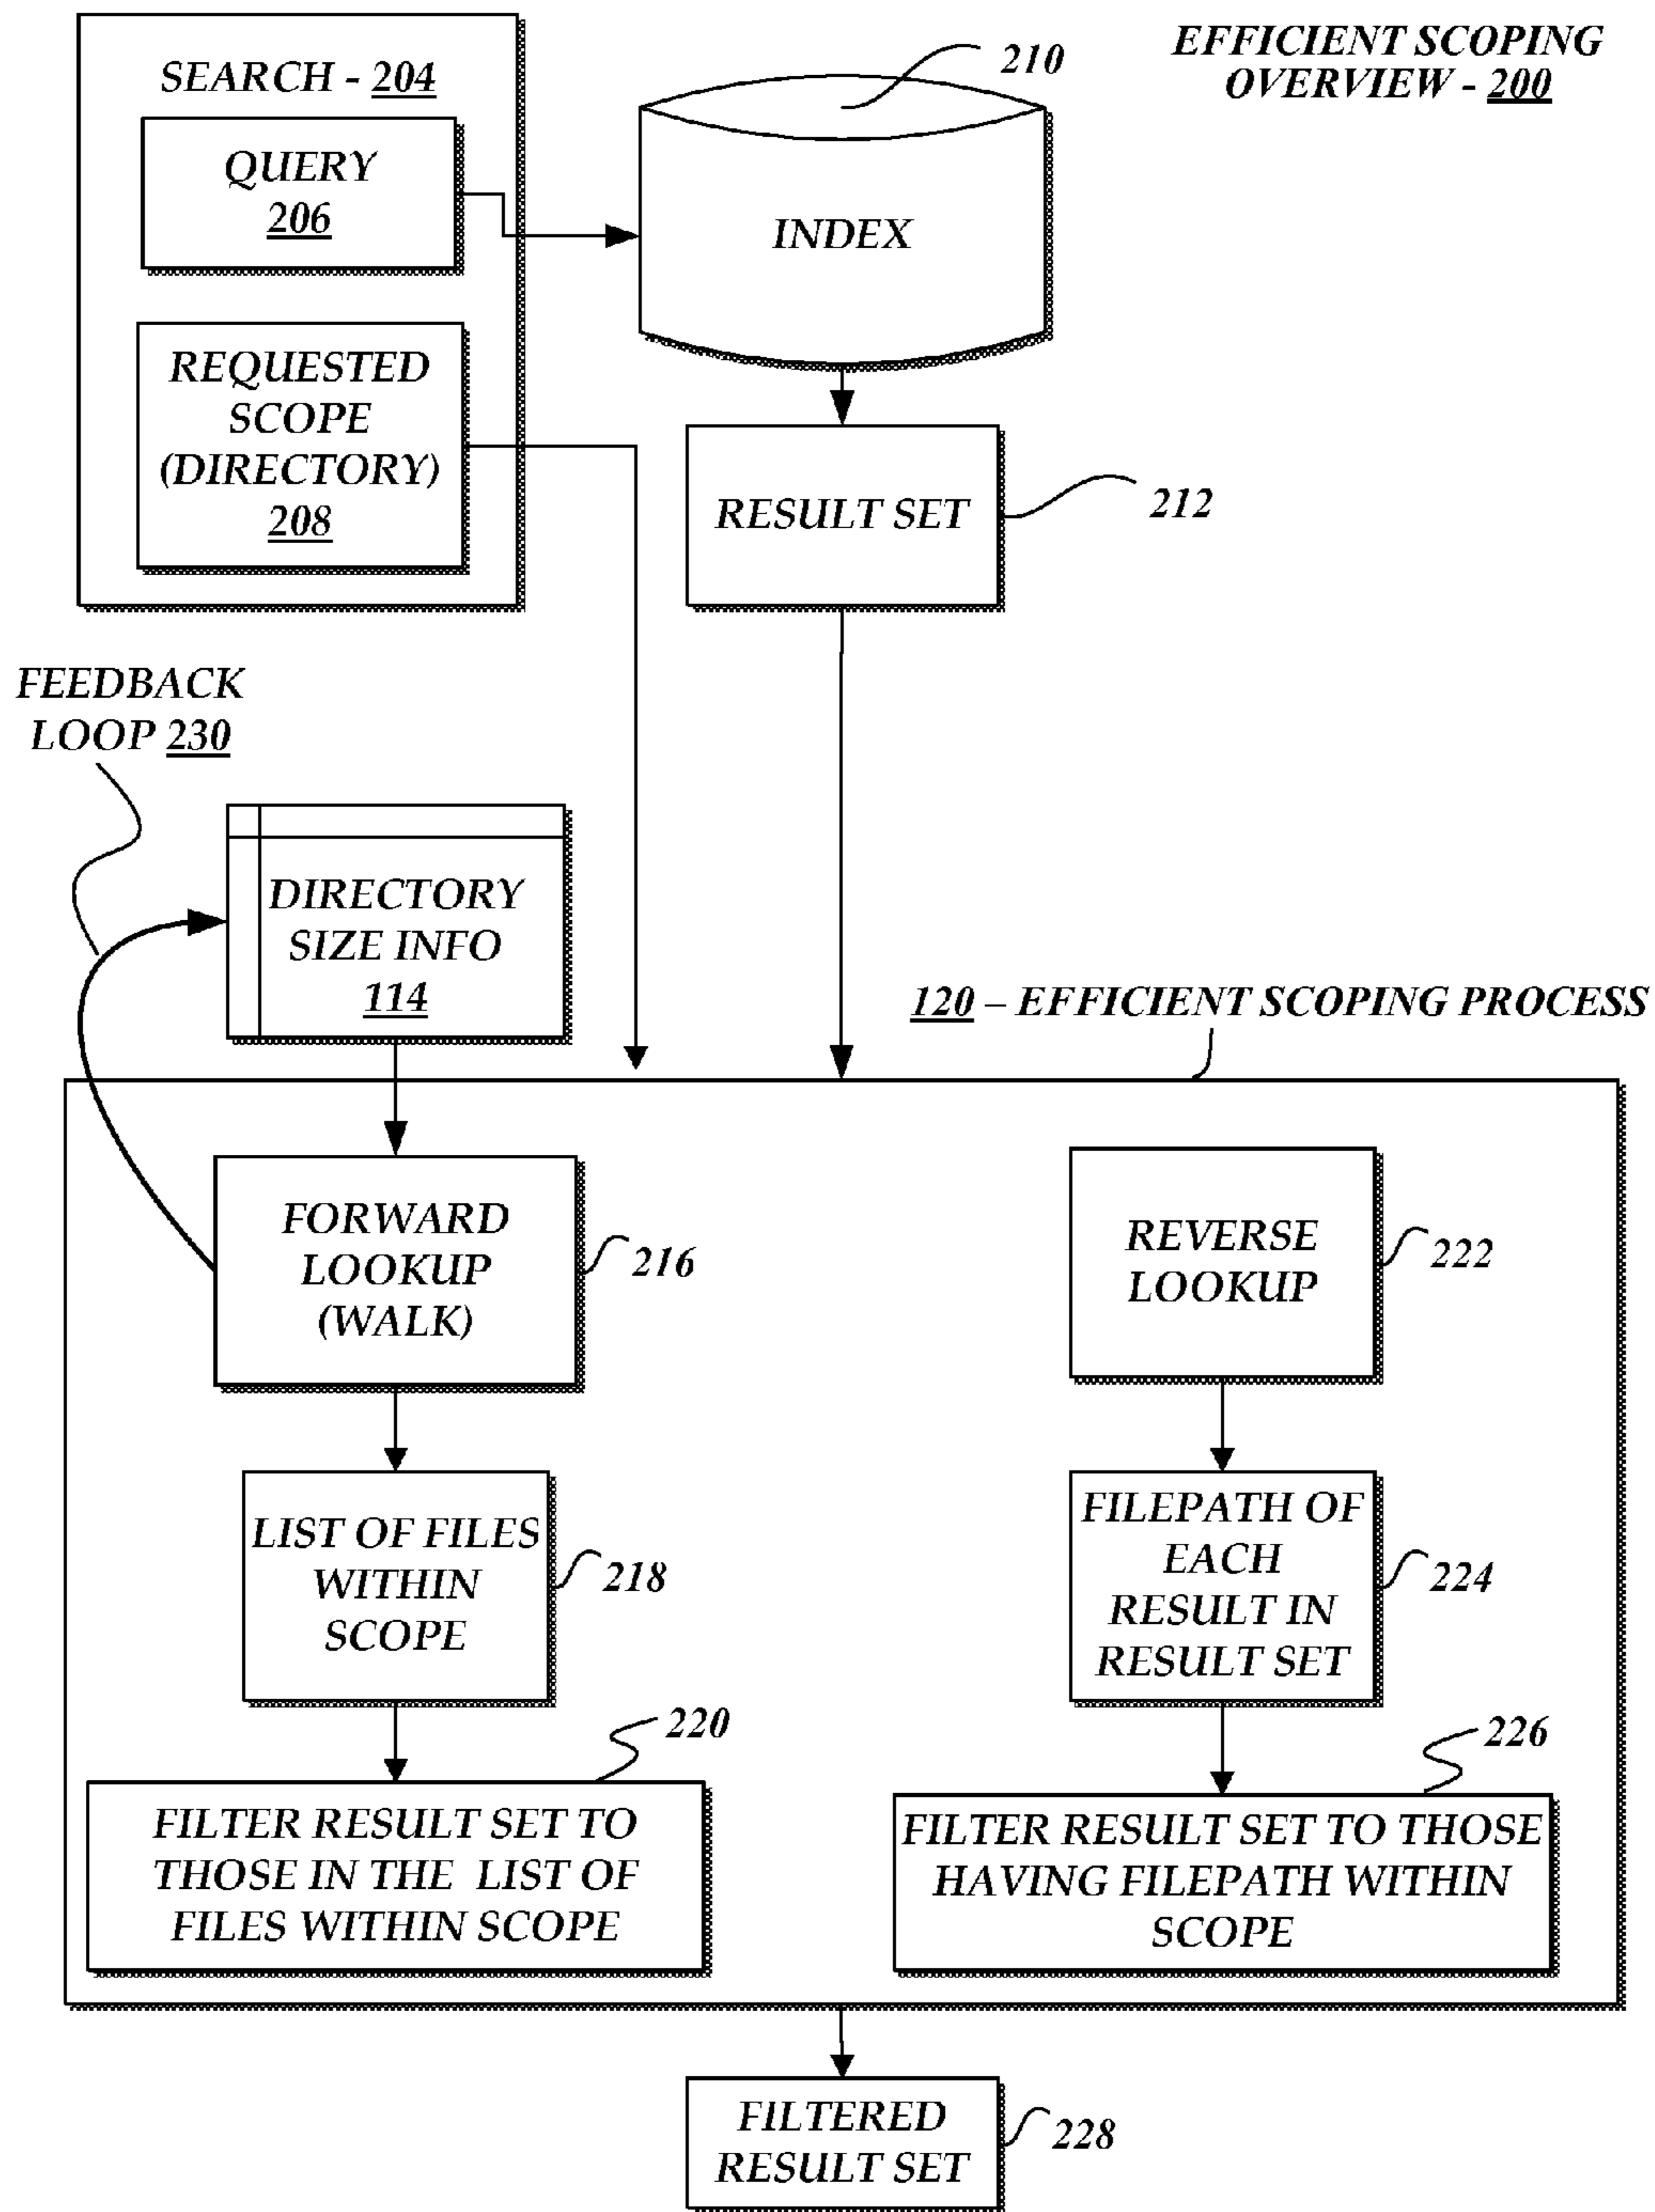 EFFICIENT SCOPING
OVERVIEW - 200
SEARCH - 204
QUERY
206
210
INDEX
REQUESTED
SCOPE
(DIRECTORY)
208
RESULT SET
212
FEEDBACK
LOOP 230
DIRECTORY
SIZE INFO
114
120 – EFFICIENT SCOPING PROCESS
FORWARD
LOOKUP
(WALK)
216
REVERSE
LOOKUP
222
LIST OF FILES
WITHIN
SCOPE
218
FILEPATH OF
EACH
RESULT IN
RESULT SET
224
220
FILTER RESULT SET TO
THOSE IN THE LIST OF
FILES WITHIN SCOPE
226
FILTER RESULT SET TO THOSE
HAVING FILEPATH WITHIN
SCOPE
FILTERED
RESULT SET
228